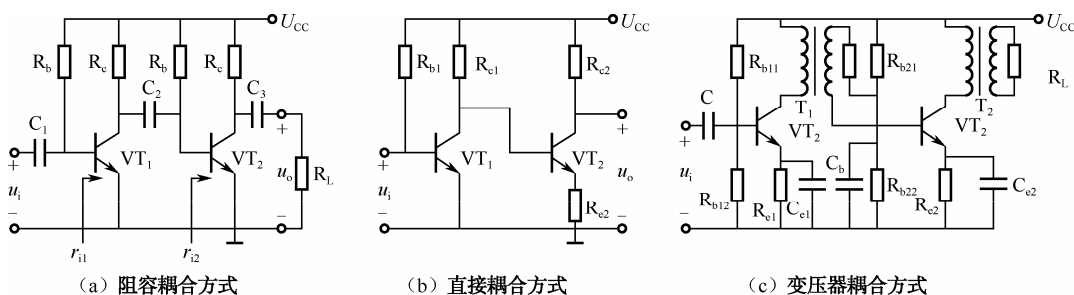 U_CC
R_b
R_c
R_b
R_c
C_1
C_2
C_3
+
VT_1
VT_2
+
u_i
u_o
R_L
−
−
r_i1
r_i2
(a) 阻容耦合方式
U_CC
R_b1
R_c1
R_c2
+
VT_1
VT_2
+
u_i
u_o
R_e2
−
−
(b) 直接耦合方式
U_CC
R_b11
R_b21
R_L
C
T_1
T_2
+
VT_2
VT_2
u_i
C_b
−
R_b12
R_e1
C_e1
R_b22
R_e2
C_e2
(c) 变压器耦合方式